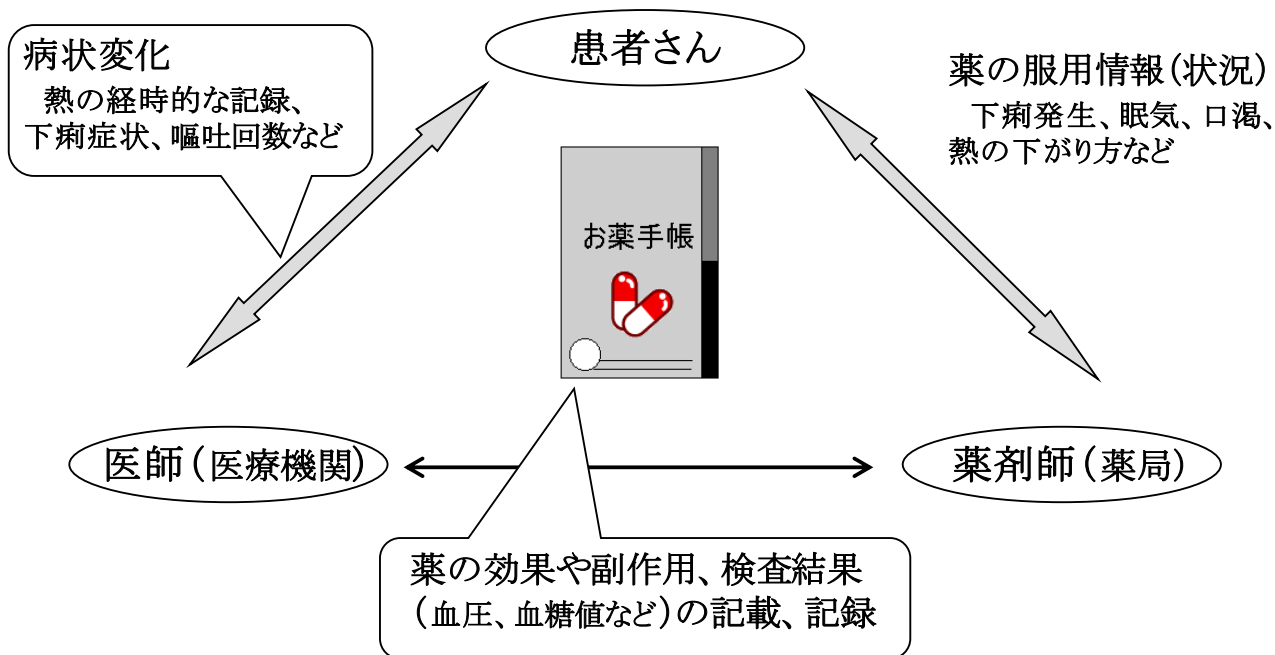 患者さん
病状変化
熱の経時的な記録、
下痢症状、嘔吐回数など
薬の服用情報(状況)
下痢発生、眠気、口渇、
熱の下がり方など
お薬手帳
医師(医療機関)
薬剤師(薬局)
薬の効果や副作用、検査結果
(血圧、血糖値など)の記載、記録